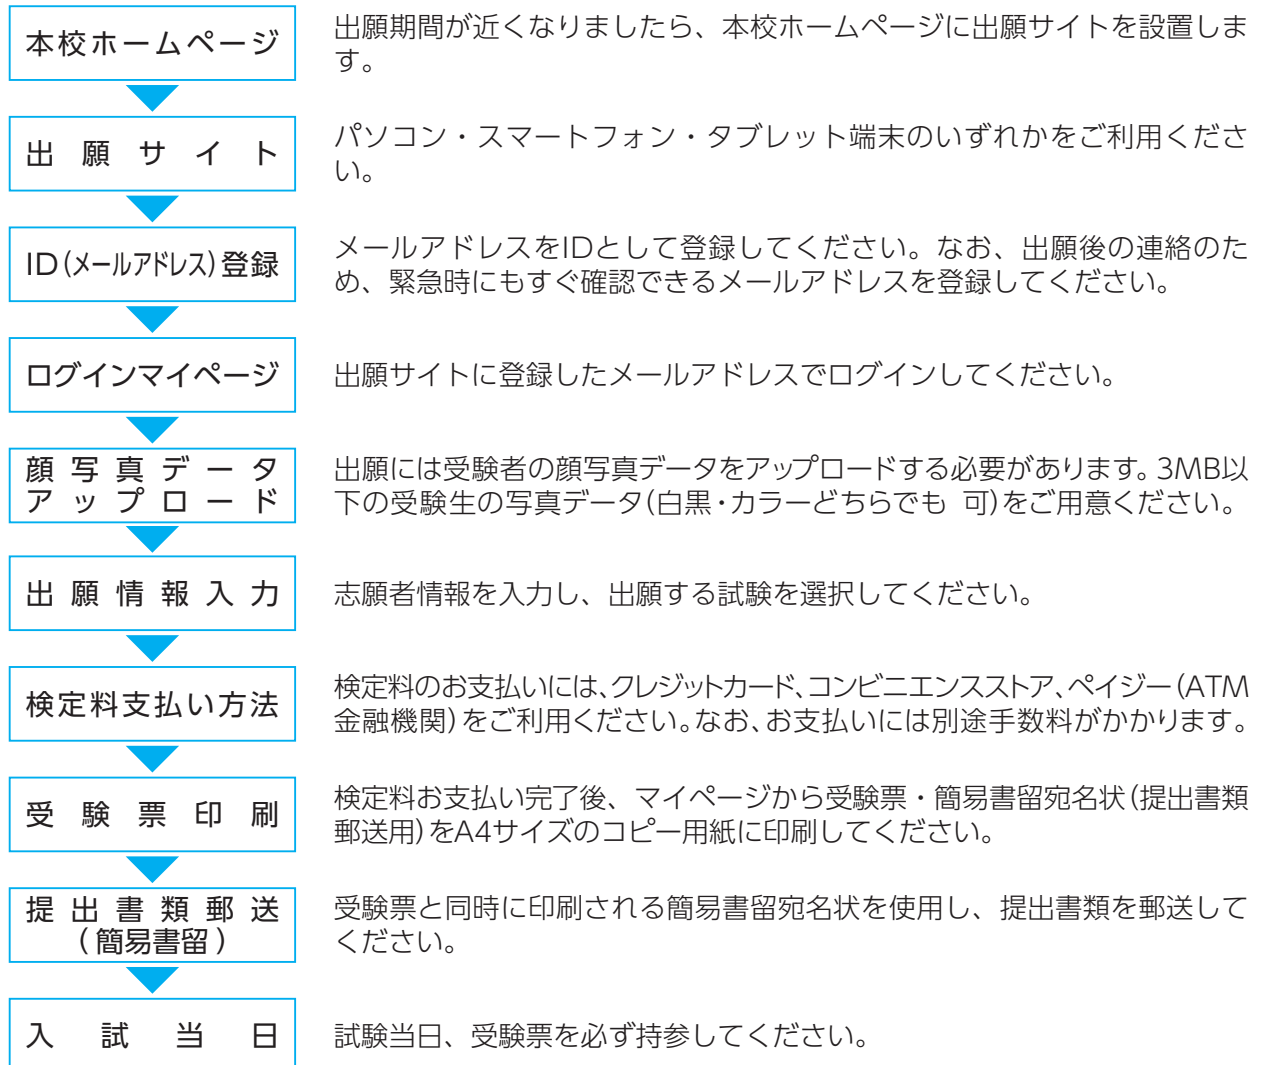 本校ホームページ
出願期間が近くなりましたら、本校ホームページに出願サイトを設置しま
す。
出願サイト
パソコン・スマートフォン・タブレット端末のいずれかをご利用くださ
い。
ID(メールアドレス)登録
メールアドレスをIDとして登録してください。なお、出願後の連絡のた
め、緊急時にもすぐ確認できるメールアドレスを登録してください。
ログインマイページ
出願サイトに登録したメールアドレスでログインしてください。
顔写真データ
アップロード
出願には受験者の顔写真データをアップロードする必要があります。3MB以
下の受験生の写真データ(白黒・カラーどちらでも 可)をご用意ください。
出願情報入力
志願者情報を入力し、出願する試験を選択してください。
検定料支払い方法
検定料のお支払いには、クレジットカード、コンビニエンスストア、ペイジー(ATM
金融機関)をご利用ください。なお、お支払いには別途手数料がかかります。
受験票印刷
検定料お支払い完了後、マイページから受験票・簡易書留宛名状(提出書類
郵送用)をA4サイズのコピー用紙に印刷してください。
提出書類郵送
(簡易書留)
受験票と同時に印刷される簡易書留宛名状を使用し、提出書類を郵送して
ください。
入試当日
試験当日、受験票を必ず持参してください。